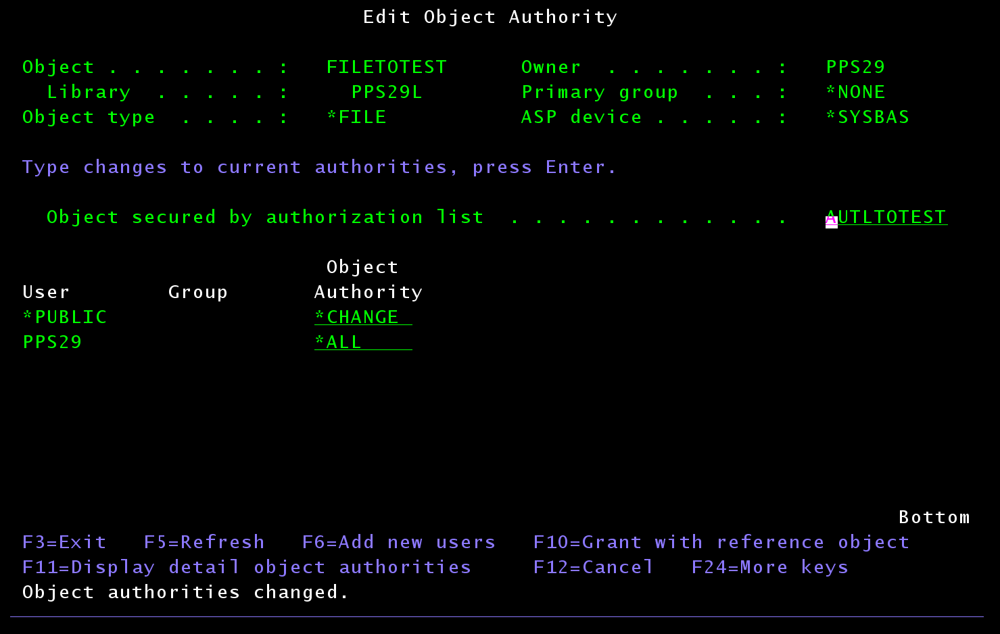 Edit Object Authority
Object . . . . . . . :   FILETOTEST      Owner  . . . . . . . :   PPS29
  Library  . . . . . :     PPS29L        Primary group  . . . :   *NONE
Object type  . . . . :   *FILE           ASP device . . . . . :   *SYSBAS
Type changes to current authorities, press Enter.
  Object secured by authorization list  . . . . . . . . . . . .   AUTLTOTEST
                         Object
User        Group       Authority
*PUBLIC                 *CHANGE
PPS29                   *ALL
Bottom
F3=Exit   F5=Refresh   F6=Add new users   F10=Grant with reference object
F11=Display detail object authorities     F12=Cancel   F24=More keys
Object authorities changed.